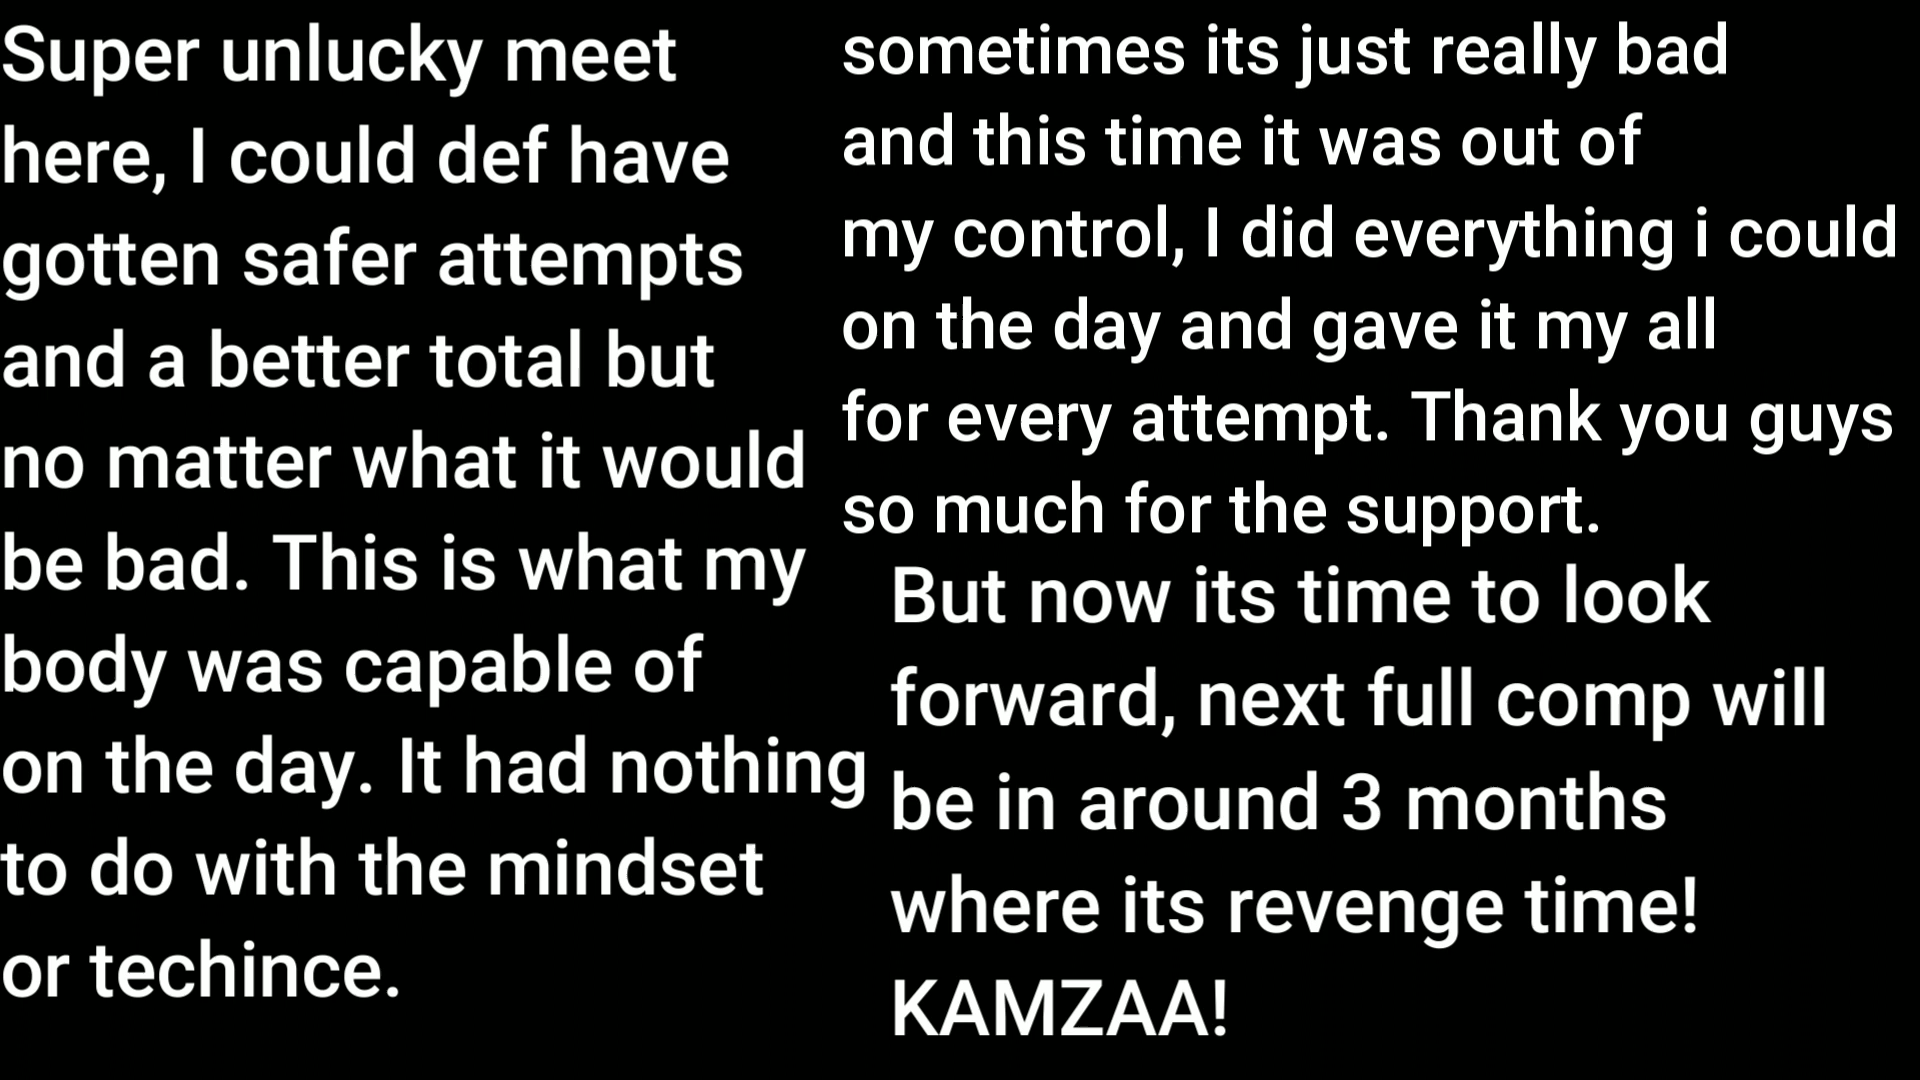 Super unlucky meet
here, I could def have
gotten safer attempts
and a better total but
no matter what it would
be bad. This is what my
body was capable of
on the day. It had nothing
to do with the mindset
or techince.
sometimes its just really bad
and this time it was out of
my control, I did everything i could
on the day and gave it my all
for every attempt. Thank you guys
so much for the support.
But now its time to look
forward, next full comp will
be in around 3 months
where its revenge time!
KAMZAA!